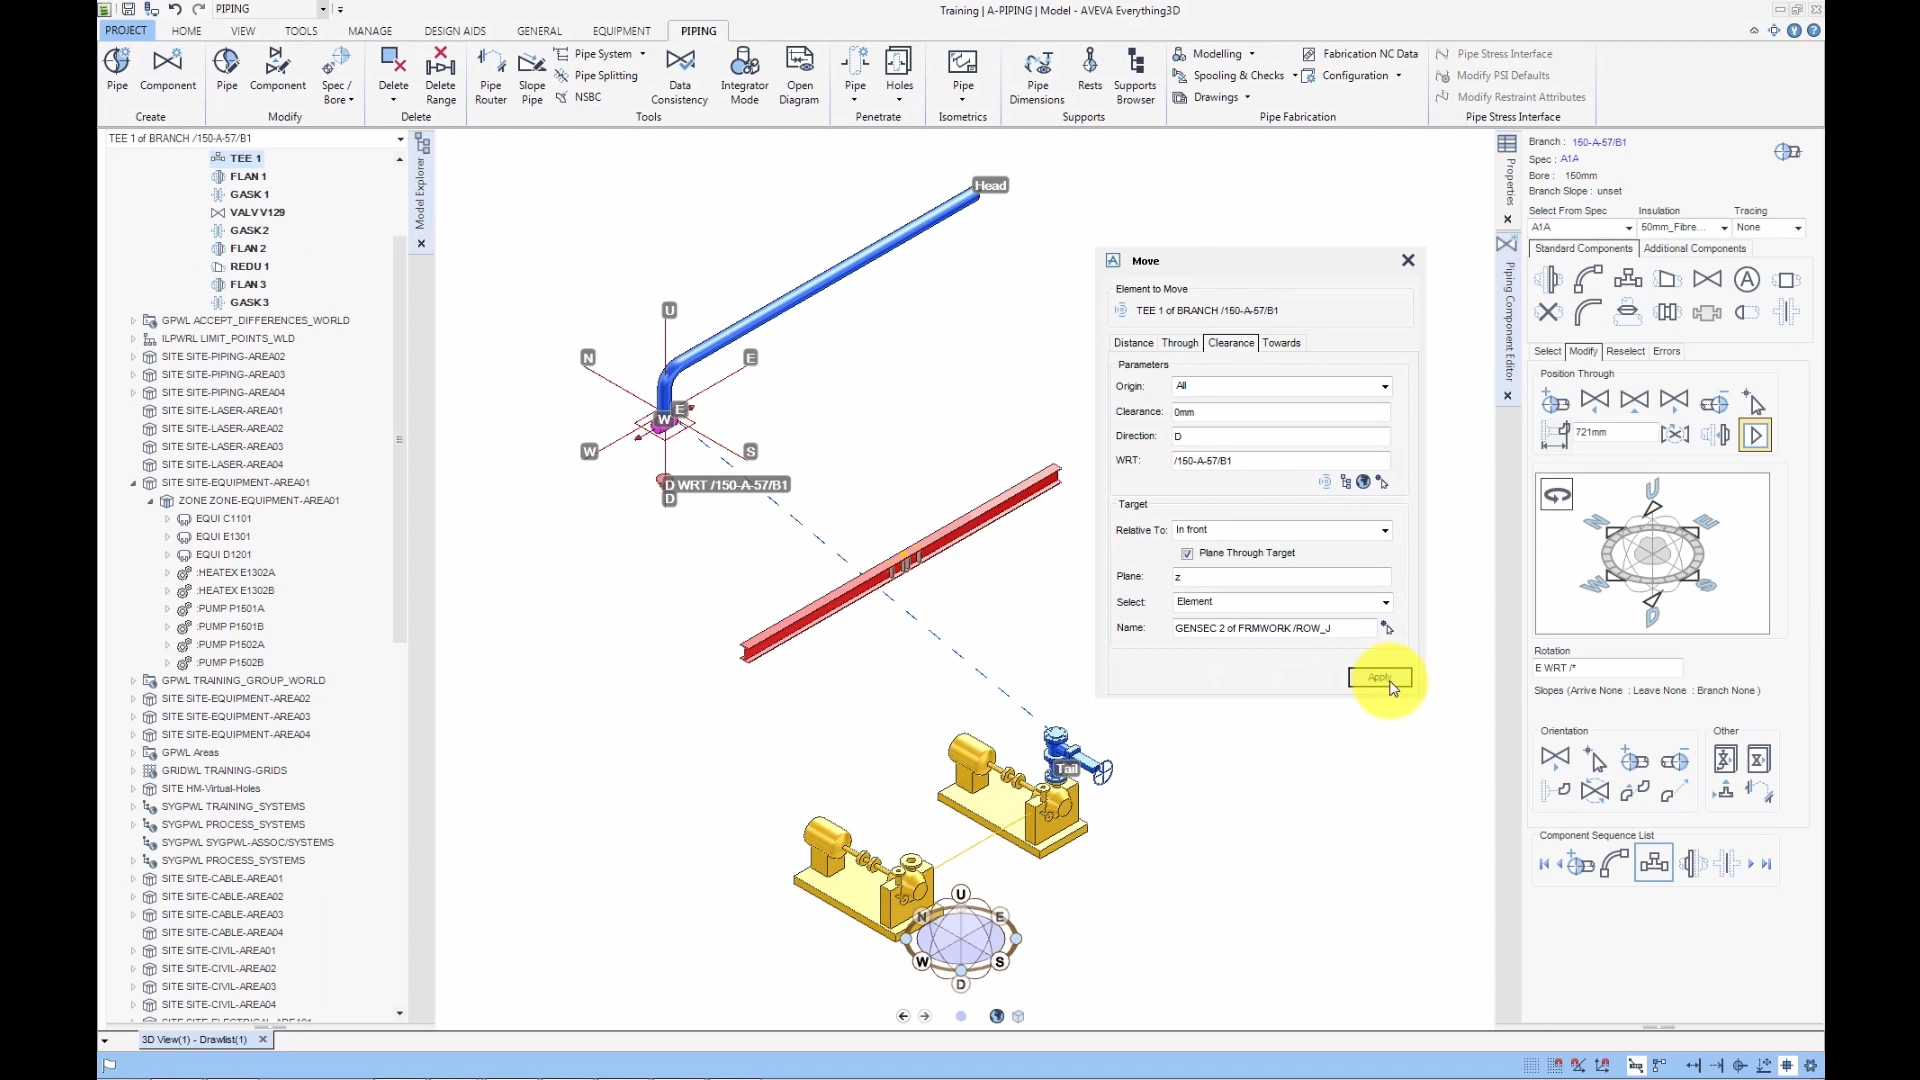 PIPING
Training | A-PIPING | Model - AVEVA Everything3D
PROJECT HOME VIEW TOOLS MANAGE DESIGN AIDS GENERAL EQUIPMENT PIPING
Pipe Component
Create
Pipe Component Spec / Bore
Modify
Delete Delete Range
Delete
Pipe Router Slope Pipe
Pipe System
Pipe Splitting
NSBC
Data Consistency Integrator Mode Open Diagram
Tools
Pipe Holes
Penetrate
Pipe
Isometrics
Pipe Dimensions Rests Supports Browser
Supports
Modelling
Spooling & Checks
Drawings
Fabrication NC Data
Configuration
Pipe Fabrication
Pipe Stress Interface
Modify PSI Defaults
Modify Restraint Attributes
Pipe Stress Interface
TEE 1 of BRANCH /150-A-57/B1
TEE 1
FLAN 1
GASK 1
VALV V129
GASK 2
FLAN 2
REDU 1
FLAN 3
GASK 3
GPWL ACCEPT_DIFFERENCES_WORLD
ILPWRL LIMIT_POINTS_WLD
SITE SITE-PIPING-AREA02
SITE SITE-PIPING-AREA03
SITE SITE-PIPING-AREA04
SITE SITE-LASER-AREA01
SITE SITE-LASER-AREA02
SITE SITE-LASER-AREA03
SITE SITE-LASER-AREA04
SITE SITE-EQUIPMENT-AREA01
ZONE ZONE-EQUIPMENT-AREA01
EQUI C1101
EQUI E1301
EQUI D1201
:HEATEX E1302A
:HEATEX E1302B
:PUMP P1501A
:PUMP P1501B
:PUMP P1502A
:PUMP P1502B
GPWL TRAINING_GROUP_WORLD
SITE SITE-EQUIPMENT-AREA02
SITE SITE-EQUIPMENT-AREA03
SITE SITE-EQUIPMENT-AREA04
GPWL Areas
GRIDWL TRAINING-GRIDS
SITE HM-Virtual-Holes
SYGPWL TRAINING_SYSTEMS
SYGPWL PROCESS_SYSTEMS
SYGPWL SYGPWL-ASSOC/SYSTEMS
SYGPWL PROCESS_SYSTEMS
SITE SITE-CABLE-AREA01
SITE SITE-CABLE-AREA02
SITE SITE-CABLE-AREA03
SITE SITE-CABLE-AREA04
SITE SITE-CIVIL-AREA01
SITE SITE-CIVIL-AREA02
SITE SITE-CIVIL-AREA03
SITE SITE-CIVIL-AREA04
Model Explorer
Head
U
N E
E
W
W S
D WRT /150-A-57/B1
D
Tail
U
N E
W S
D
Move
Element to Move
TEE 1 of BRANCH /150-A-57/B1
Distance Through Clearance Towards
Parameters
Origin: All
Clearance: 0mm
Direction: D
WRT: /150-A-57/B1
Target
Relative To: In front
Plane Through Target
Plane: z
Select: Element
Name: GENSEC 2 of FRMWORK /ROW_J
Apply
Properties
Piping Component Editor
Branch: 150-A-57/B1
Spec: A1A
Bore: 150mm
Branch Slope: unset
Select From Spec Insulation Tracing
A1A 50mm_Fibre... None
Standard Components Additional Components
Select Modify Reselect Errors
Position Through
721mm
U
N E
W S
D
Rotation
E WRT /*
Slopes (Arrive None : Leave None : Branch None )
Orientation Other
Component Sequence List
3D View(1) - Drawlist(1)